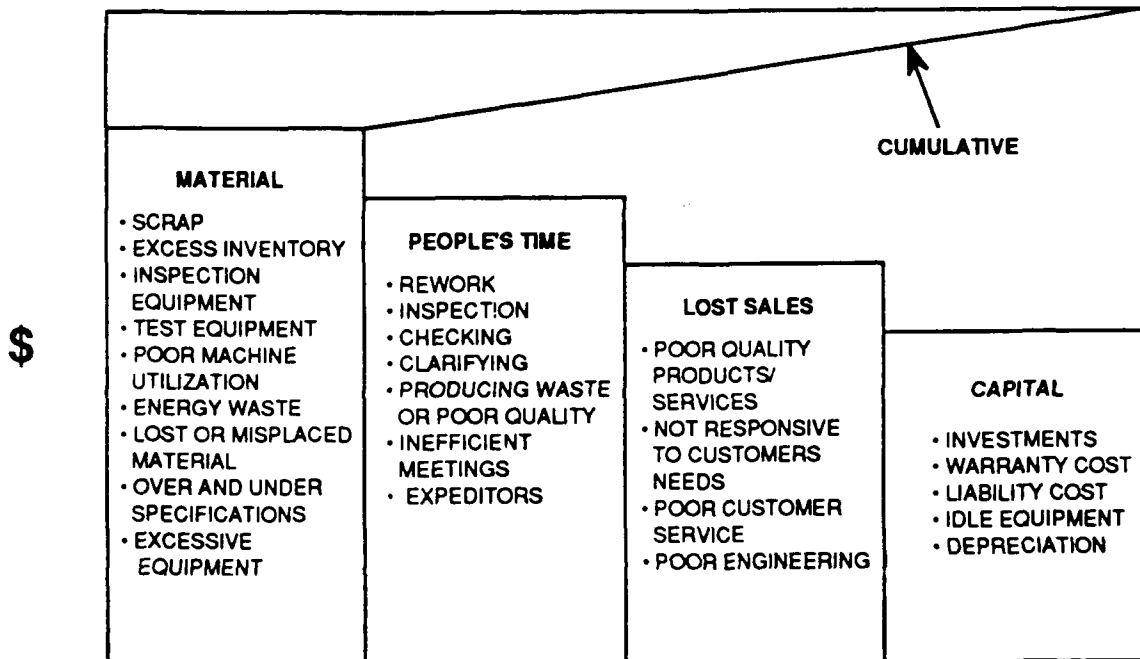 CUMULATIVE
$
MATERIAL
• SCRAP
• EXCESS INVENTORY
• INSPECTION
EQUIPMENT
• TEST EQUIPMENT
• POOR MACHINE
UTILIZATION
• ENERGY WASTE
• LOST OR MISPLACED
MATERIAL
• OVER AND UNDER
SPECIFICATIONS
• EXCESSIVE
EQUIPMENT
PEOPLE'S TIME
• REWORK
• INSPECTION
• CHECKING
• CLARIFYING
• PRODUCING WASTE
OR POOR QUALITY
• INEFFICIENT
MEETINGS
• EXPEDITORS
LOST SALES
• POOR QUALITY
PRODUCTS/
SERVICES
• NOT RESPONSIVE
TO CUSTOMERS
NEEDS
• POOR CUSTOMER
SERVICE
• POOR ENGINEERING
CAPITAL
• INVESTMENTS
• WARRANTY COST
• LIABILITY COST
• IDLE EQUIPMENT
• DEPRECIATION